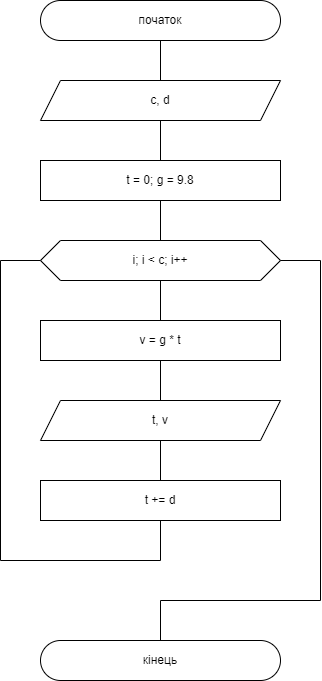 початок
c, d
t = 0; g = 9.8
i; i < c; i++
v = g * t
t, v
t += d
кінець